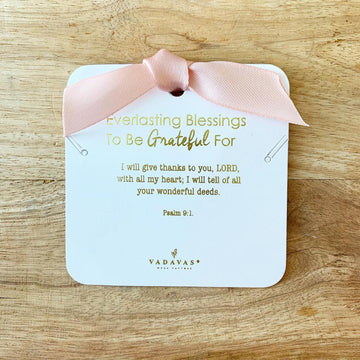 Everlasting Blessings
To Be Grateful For
I will give thanks to you, LORD,
with all my heart; I will tell of all
your wonderful deeds.
Psalm 9:1.
VADAVAS